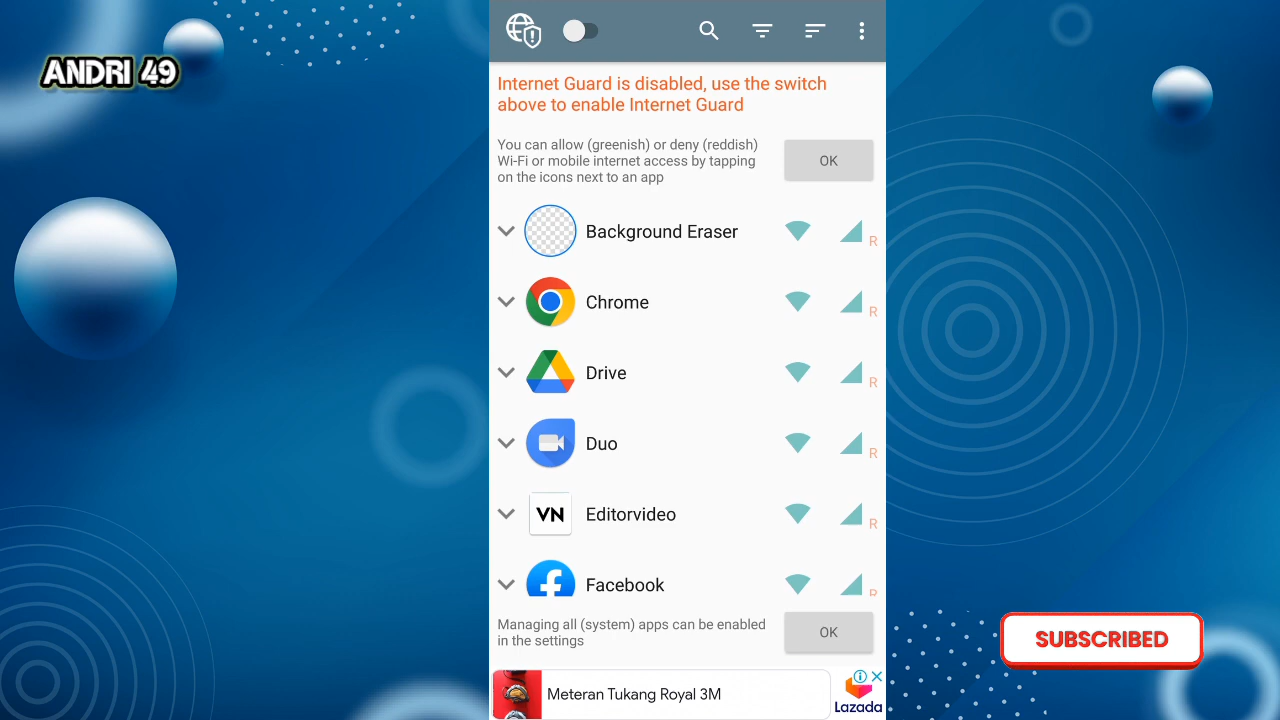 ANDRI 49
Internet Guard is disabled, use the switch
above to enable Internet Guard
You can allow (greenish) or deny (reddish)
Wi-Fi or mobile internet access by tapping
on the icons next to an app
OK
Background Eraser
R
Chrome
R
Drive
R
Duo
R
VN
Editorvideo
R
Facebook
R
Managing all (system) apps can be enabled
in the settings
OK
SUBSCRIBED
Meteran Tukang Royal 3M
Lazada